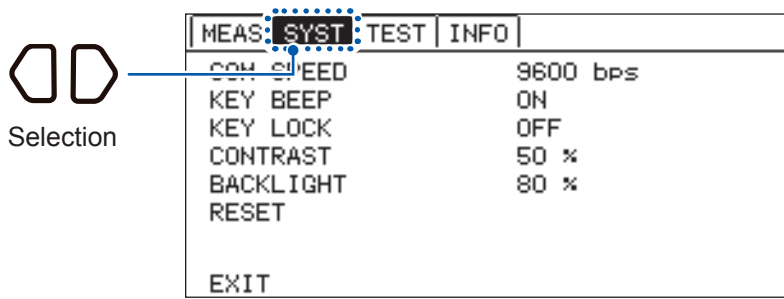 MEAS SYST TEST INFO
COM SPEED 9600 bps
KEY BEEP ON
KEY LOCK OFF
CONTRAST 50 %
BACKLIGHT 80 %
RESET
EXIT
Selection